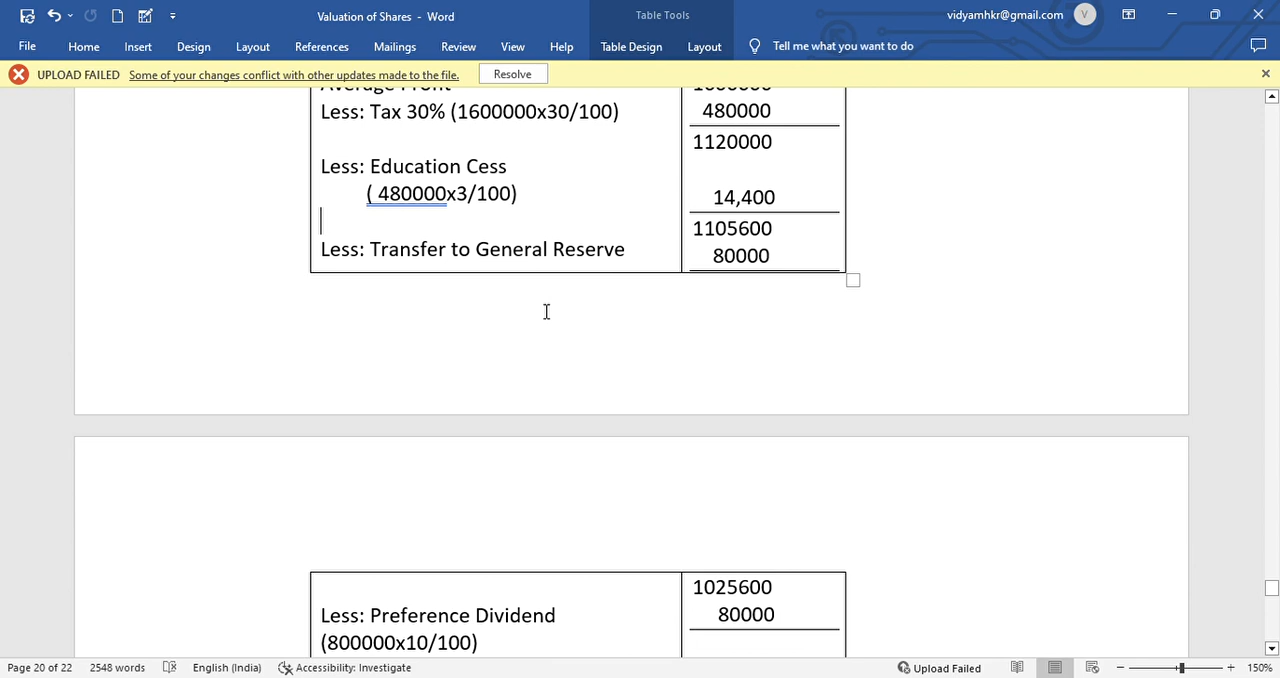 Valuation of Shares - Word
Table Tools
vidyamhkr@gmail.com
V
File Home Insert Design Layout References Mailings Review View Help Table Design Layout Tell me what you want to do
UPLOAD FAILED Some of your changes conflict with other updates made to the file. Resolve
Less: Tax 30% (1600000x30/100) 480000
1120000
Less: Education Cess
( 480000x3/100) 14,400
1105600
Less: Transfer to General Reserve 80000
1025600
Less: Preference Dividend 80000
(800000x10/100)
Page 20 of 22 2548 words English (India) Accessibility: Investigate Upload Failed 150%